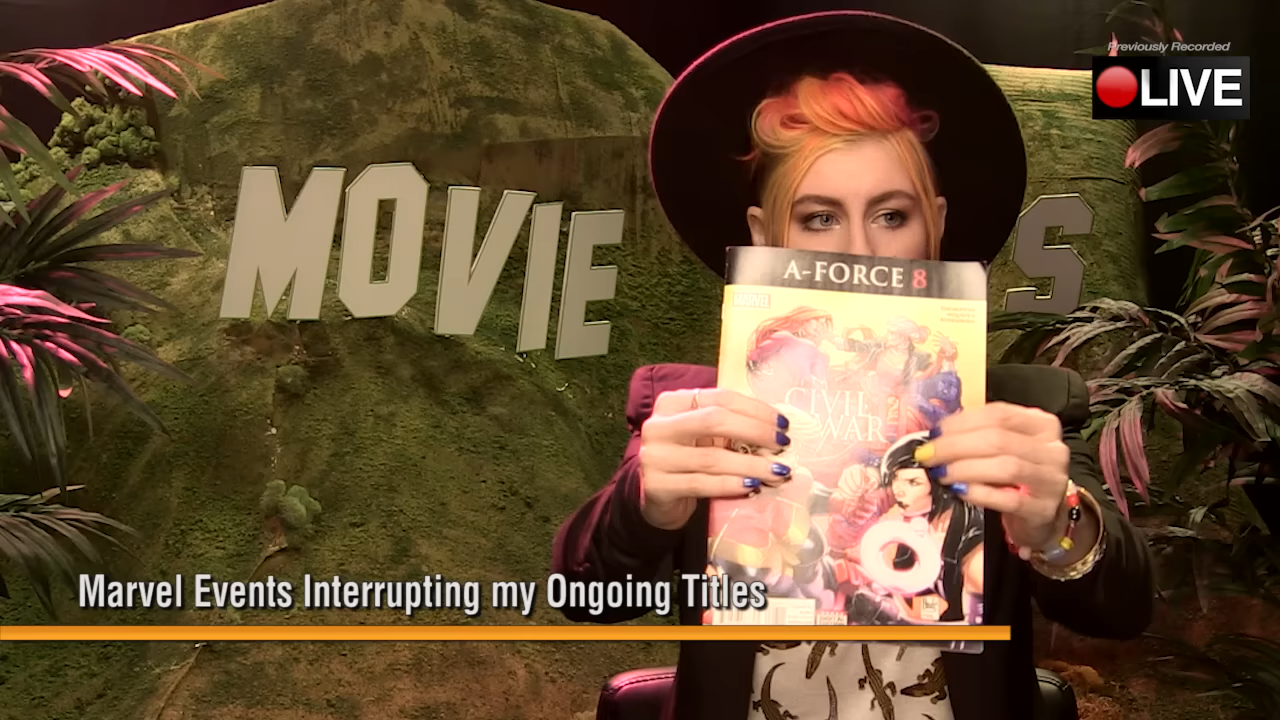 Previously Recorded
LIVE
MOVIE
S
A-FORCE 8
MARVEL
CIVIL
WAR
Marvel Events Interrupting my Ongoing Titles